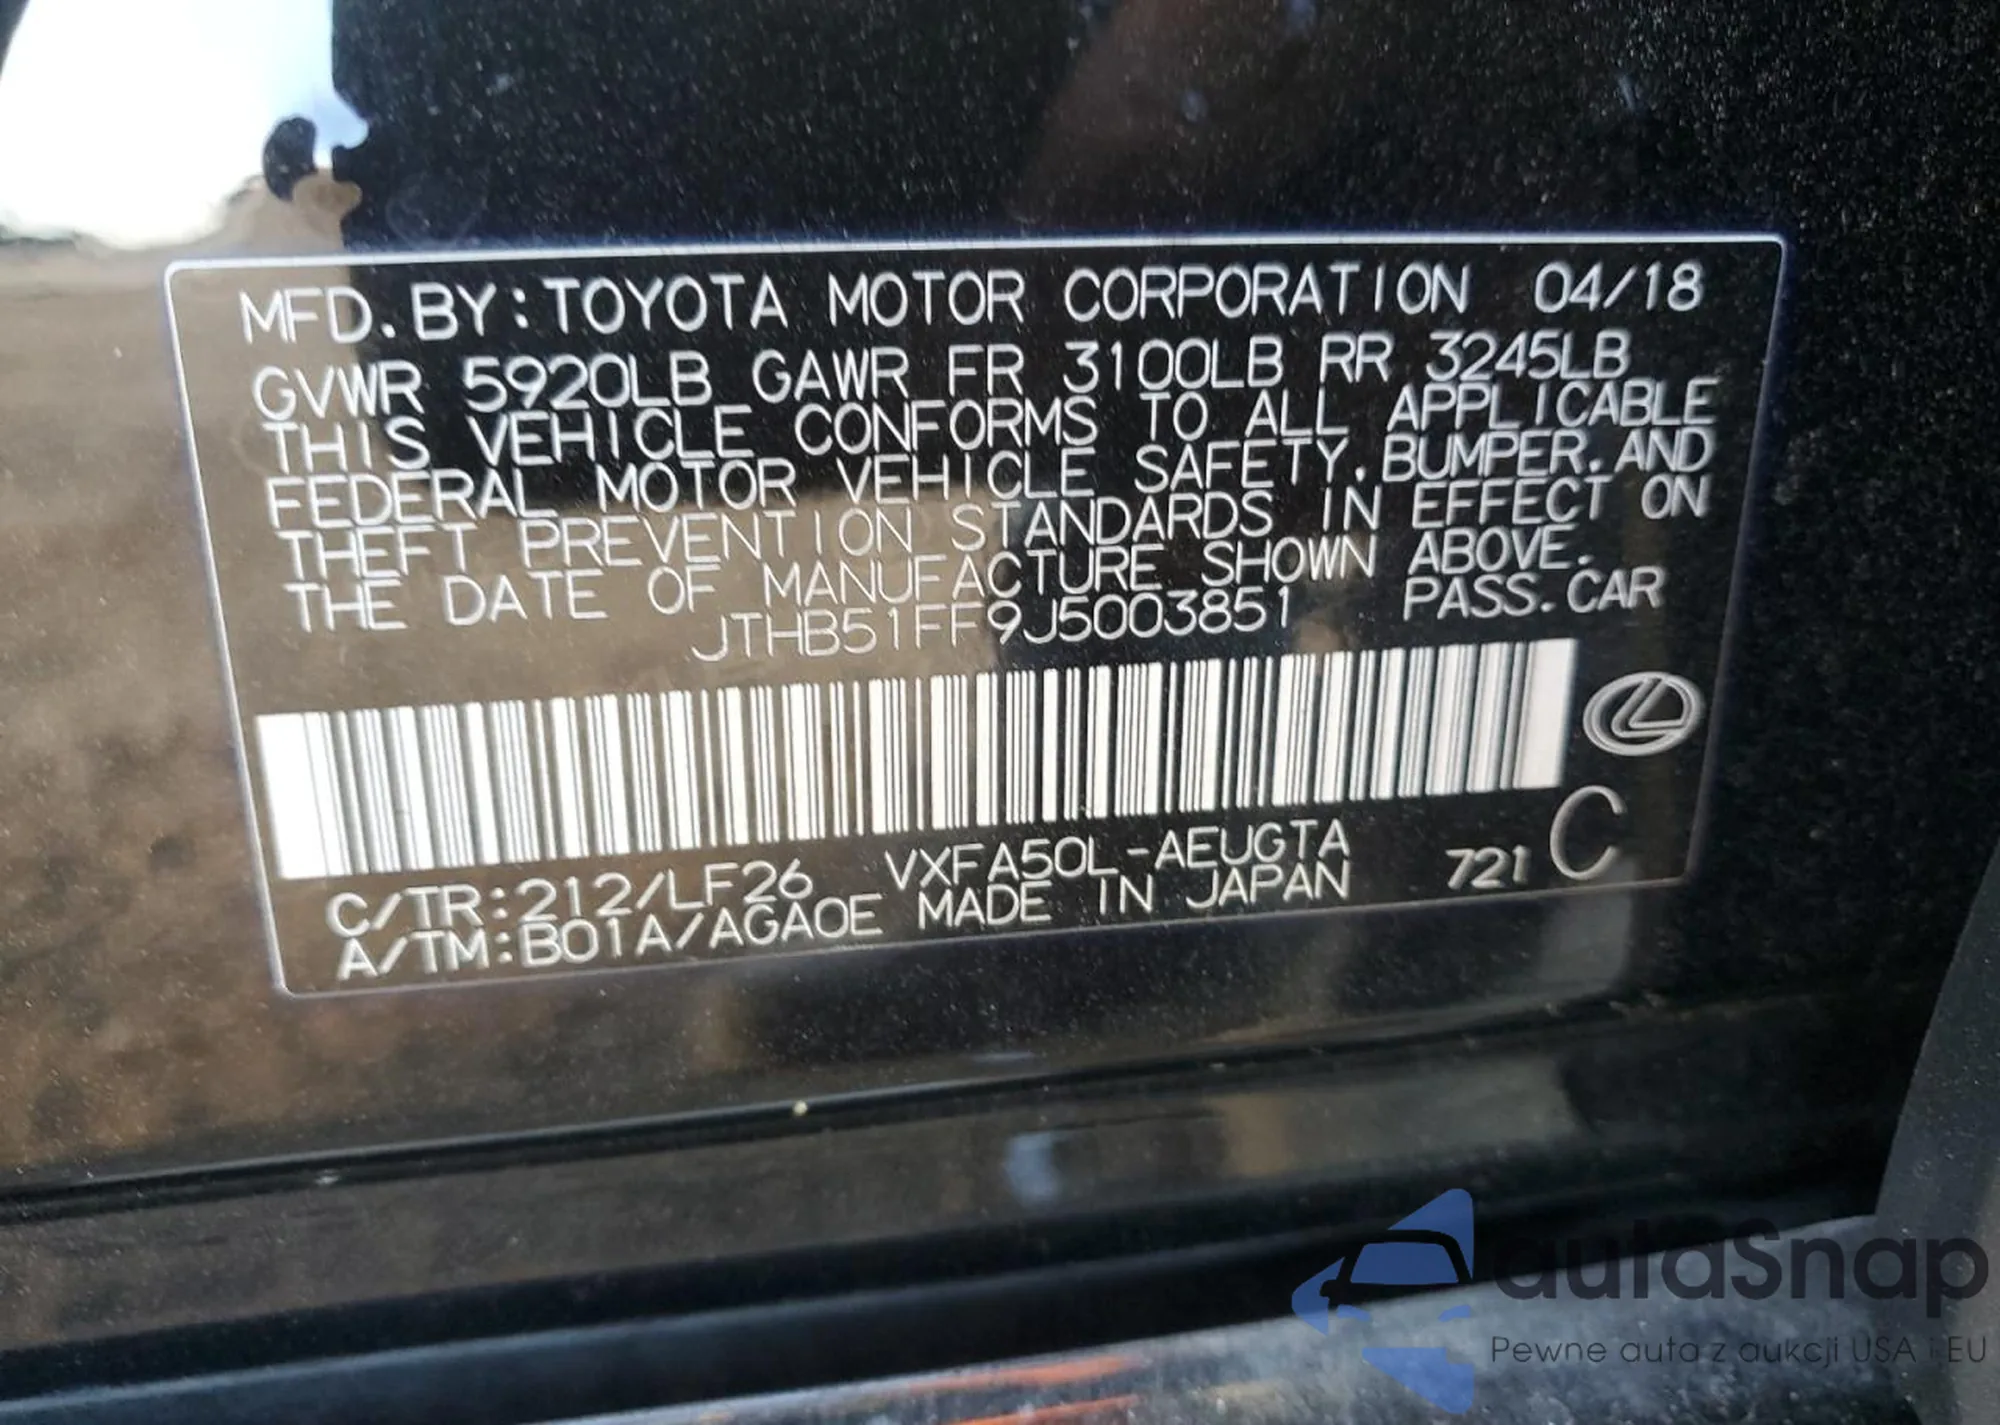 MFD. BY: TOYOTA MOTOR CORPORATION 04/18
GVWR 5920LB GAWR FR 3100LB RR 3245LB
THIS VEHICLE CONFORMS TO ALL APPLICABLE
FEDERAL MOTOR VEHICLE SAFETY, BUMPER, AND
THEFT PREVENTION STANDARDS IN EFFECT ON
THE DATE OF MANUFACTURE SHOWN ABOVE.
JTHB51FF9J5003851 PASS. CAR
C/TR:212/LF26 VXFA50L-AEUGTA 721 C
A/TM:B01A/AGA0E MADE IN JAPAN
autaSnap
Pewne auta z aukcji USA i EU